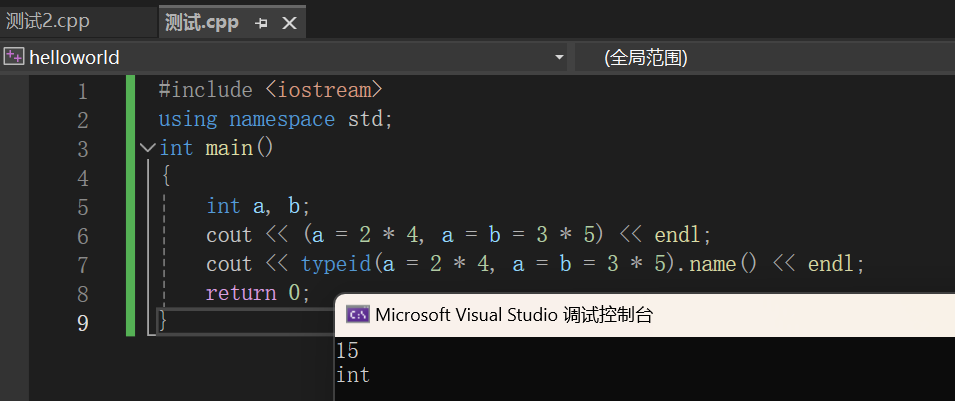 测试2.cpp 测试.cpp
helloworld (全局范围)
1 #include <iostream>
2 using namespace std;
3 int main()
4 {
5 int a, b;
6 cout << (a = 2 * 4, a = b = 3 * 5) << endl;
7 cout << typeid(a = 2 * 4, a = b = 3 * 5).name() << endl;
8 return 0;
9 }
C:\ Microsoft Visual Studio 调试控制台
15
int